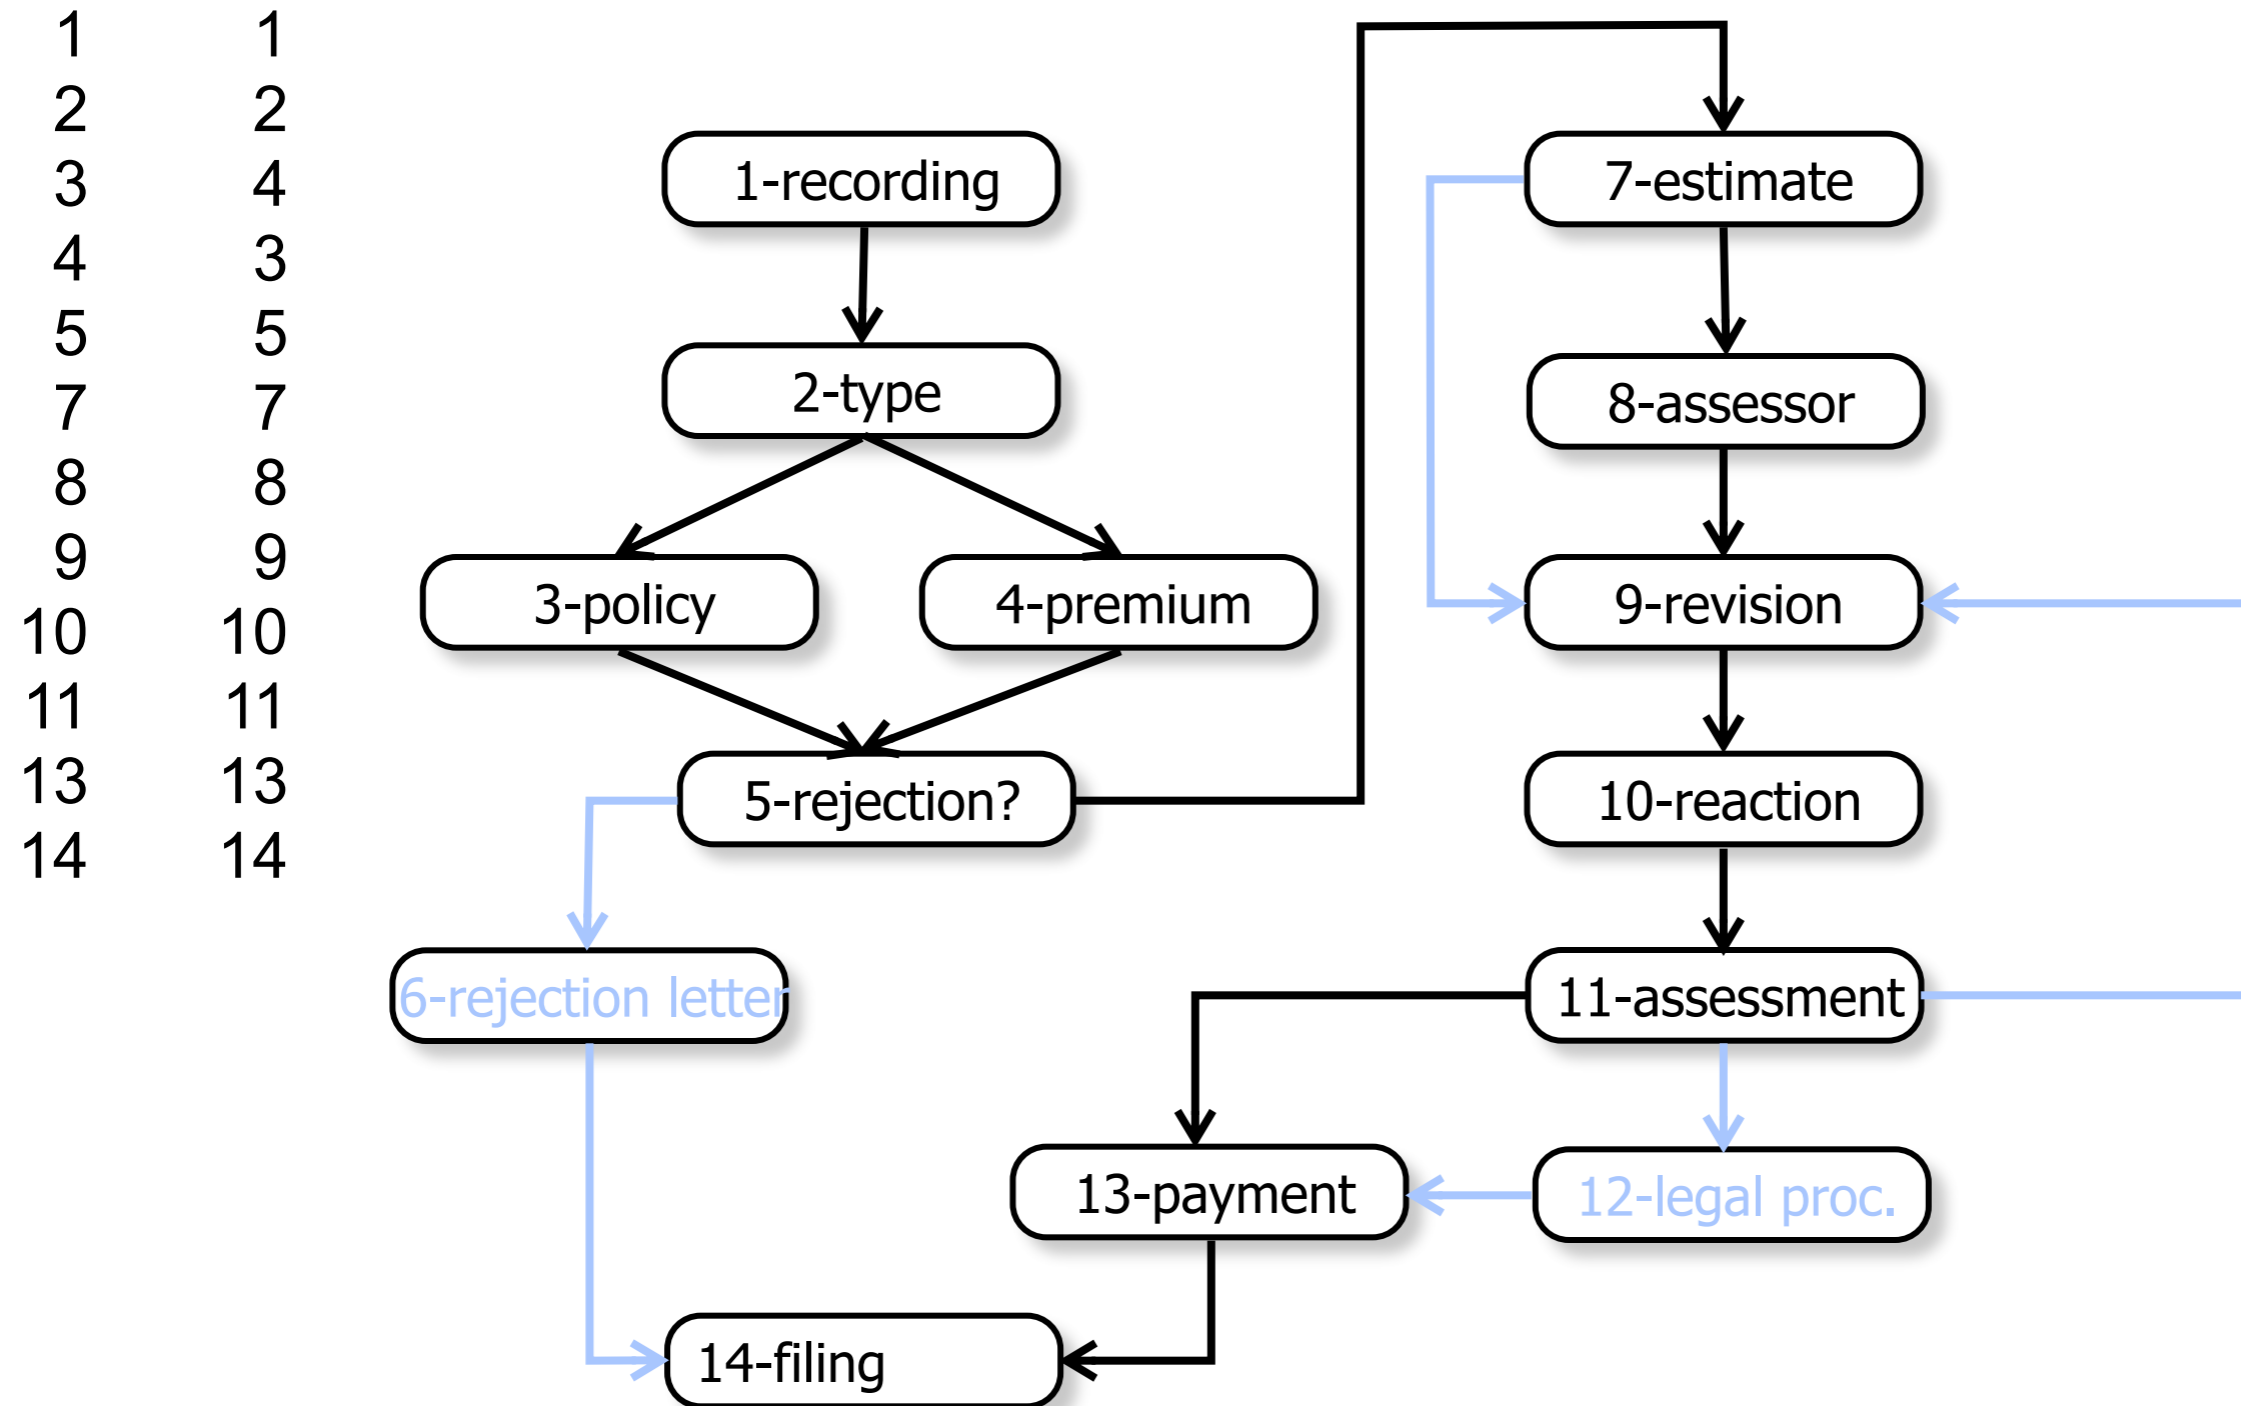 1 1
2 2
3 4
4 3
5 5
7 7
8 8
9 9
10 10
11 11
13 13
14 14
1-recording
2-type
3-policy
4-premium
5-rejection?
6-rejection letter
7-estimate
8-assessor
9-revision
10-reaction
11-assessment
12-legal proc.
13-payment
14-filing